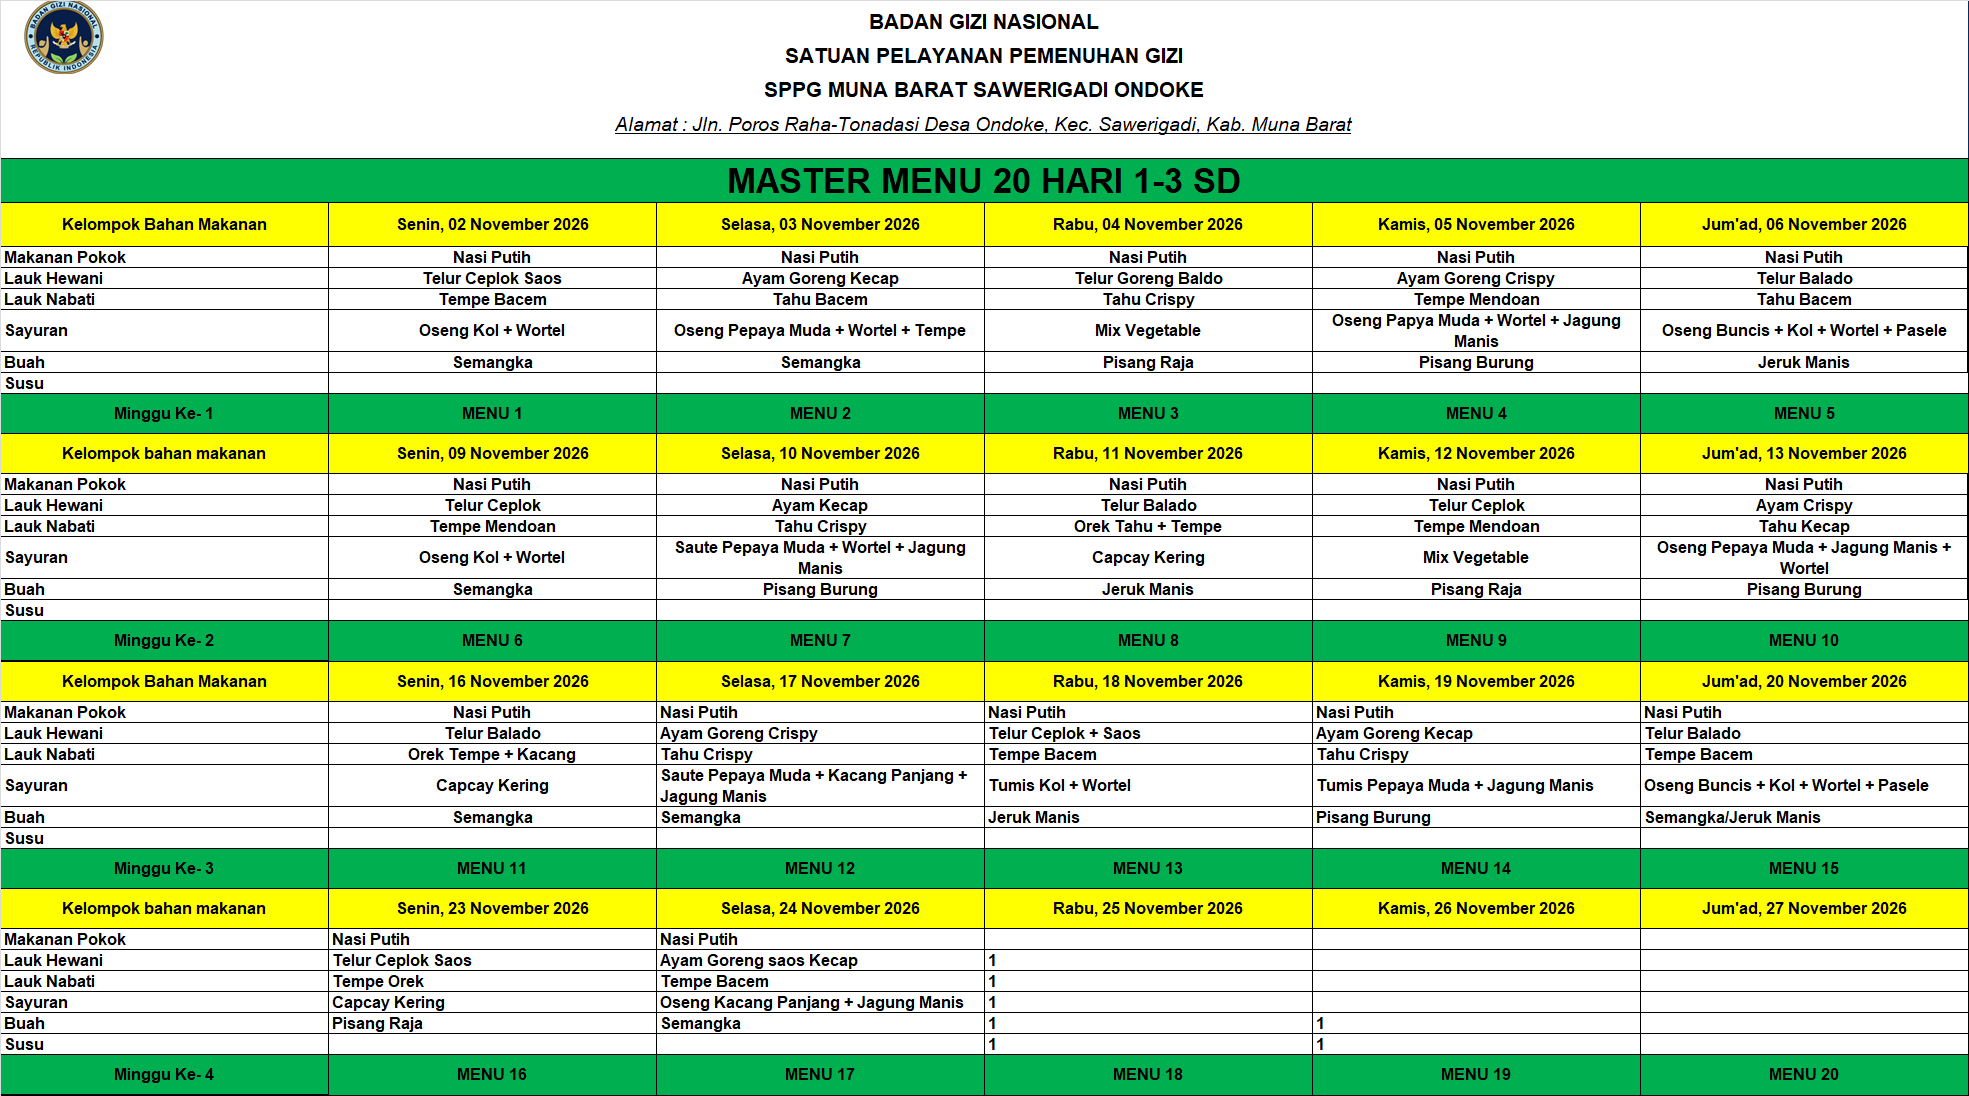 BADAN GIZI NASIONAL
REPUBLIK INDONESIA
BADAN GIZI NASIONAL
SATUAN PELAYANAN PEMENUHAN GIZI
SPPG MUNA BARAT SAWERIGADI ONDOKE
Alamat : Jln. Poros Raha-Tonadasi Desa Ondoke, Kec. Sawerigadi, Kab. Muna Barat
MASTER MENU 20 HARI 1-3 SD
Kelompok Bahan Makanan Senin, 02 November 2026 Selasa, 03 November 2026 Rabu, 04 November 2026 Kamis, 05 November 2026 Jum'ad, 06 November 2026
Makanan Pokok Nasi Putih Nasi Putih Nasi Putih Nasi Putih Nasi Putih
Lauk Hewani Telur Ceplok Saos Ayam Goreng Kecap Telur Goreng Baldo Ayam Goreng Crispy Telur Balado
Lauk Nabati Tempe Bacem Tahu Bacem Tahu Crispy Tempe Mendoan Tahu Bacem
Sayuran Oseng Kol + Wortel Oseng Pepaya Muda + Wortel + Tempe Mix Vegetable Oseng Papya Muda + Wortel + Jagung Manis Oseng Buncis + Kol + Wortel + Pasele
Buah Semangka Semangka Pisang Raja Pisang Burung Jeruk Manis
Susu
Minggu Ke- 1 MENU 1 MENU 2 MENU 3 MENU 4 MENU 5
Kelompok bahan makanan Senin, 09 November 2026 Selasa, 10 November 2026 Rabu, 11 November 2026 Kamis, 12 November 2026 Jum'ad, 13 November 2026
Makanan Pokok Nasi Putih Nasi Putih Nasi Putih Nasi Putih Nasi Putih
Lauk Hewani Telur Ceplok Ayam Kecap Telur Balado Telur Ceplok Ayam Crispy
Lauk Nabati Tempe Mendoan Tahu Crispy Orek Tahu + Tempe Tempe Mendoan Tahu Kecap
Sayuran Oseng Kol + Wortel Saute Pepaya Muda + Wortel + Jagung Manis Capcay Kering Mix Vegetable Oseng Pepaya Muda + Jagung Manis + Wortel
Buah Semangka Pisang Burung Jeruk Manis Pisang Raja Pisang Burung
Susu
Minggu Ke- 2 MENU 6 MENU 7 MENU 8 MENU 9 MENU 10
Kelompok Bahan Makanan Senin, 16 November 2026 Selasa, 17 November 2026 Rabu, 18 November 2026 Kamis, 19 November 2026 Jum'ad, 20 November 2026
Makanan Pokok Nasi Putih Nasi Putih Nasi Putih Nasi Putih Nasi Putih
Lauk Hewani Telur Balado Ayam Goreng Crispy Telur Ceplok + Saos Ayam Goreng Kecap Telur Balado
Lauk Nabati Orek Tempe + Kacang Tahu Crispy Tempe Bacem Tahu Crispy Tempe Bacem
Sayuran Capcay Kering Saute Pepaya Muda + Kacang Panjang + Jagung Manis Tumis Kol + Wortel Tumis Pepaya Muda + Jagung Manis Oseng Buncis + Kol + Wortel + Pasele
Buah Semangka Semangka Jeruk Manis Pisang Burung Semangka/Jeruk Manis
Susu
Minggu Ke- 3 MENU 11 MENU 12 MENU 13 MENU 14 MENU 15
Kelompok bahan makanan Senin, 23 November 2026 Selasa, 24 November 2026 Rabu, 25 November 2026 Kamis, 26 November 2026 Jum'ad, 27 November 2026
Makanan Pokok Nasi Putih Nasi Putih
Lauk Hewani Telur Ceplok Saos Ayam Goreng saos Kecap 1
Lauk Nabati Tempe Orek Tempe Bacem 1
Sayuran Capcay Kering Oseng Kacang Panjang + Jagung Manis 1
Buah Pisang Raja Semangka 1 1
Susu 1 1
Minggu Ke- 4 MENU 16 MENU 17 MENU 18 MENU 19 MENU 20